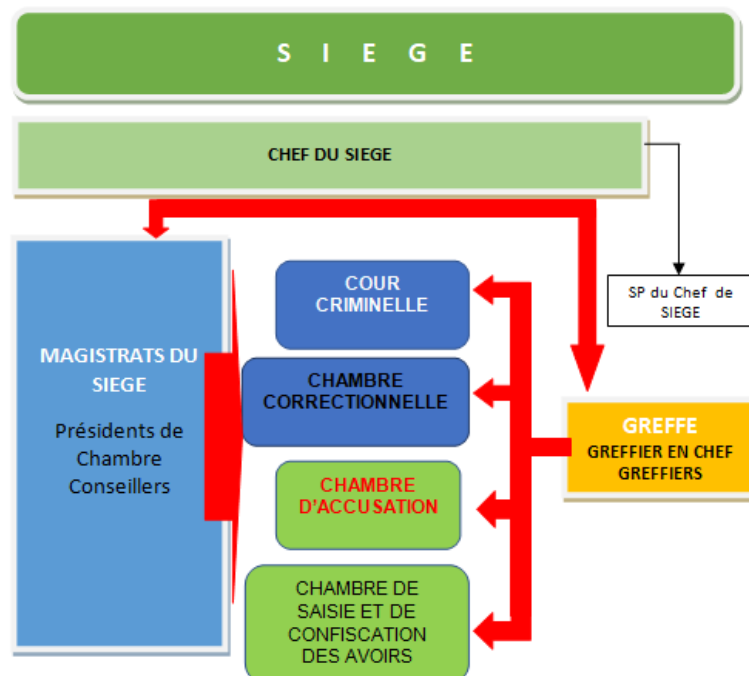 S I E G E
CHEF DU SIEGE
SP du Chef de
SIEGE
MAGISTRATS DU
SIEGE
Présidents de
Chambre
Conseillers
COUR
CRIMINELLE
CHAMBRE
CORRECTIONNELLE
CHAMBRE
D'ACCUSATION
CHAMBRE DE
SAISIE ET DE
CONFISCATION
DES AVOIRS
GREFFE
GREFFIER EN CHEF
GREFFIERS